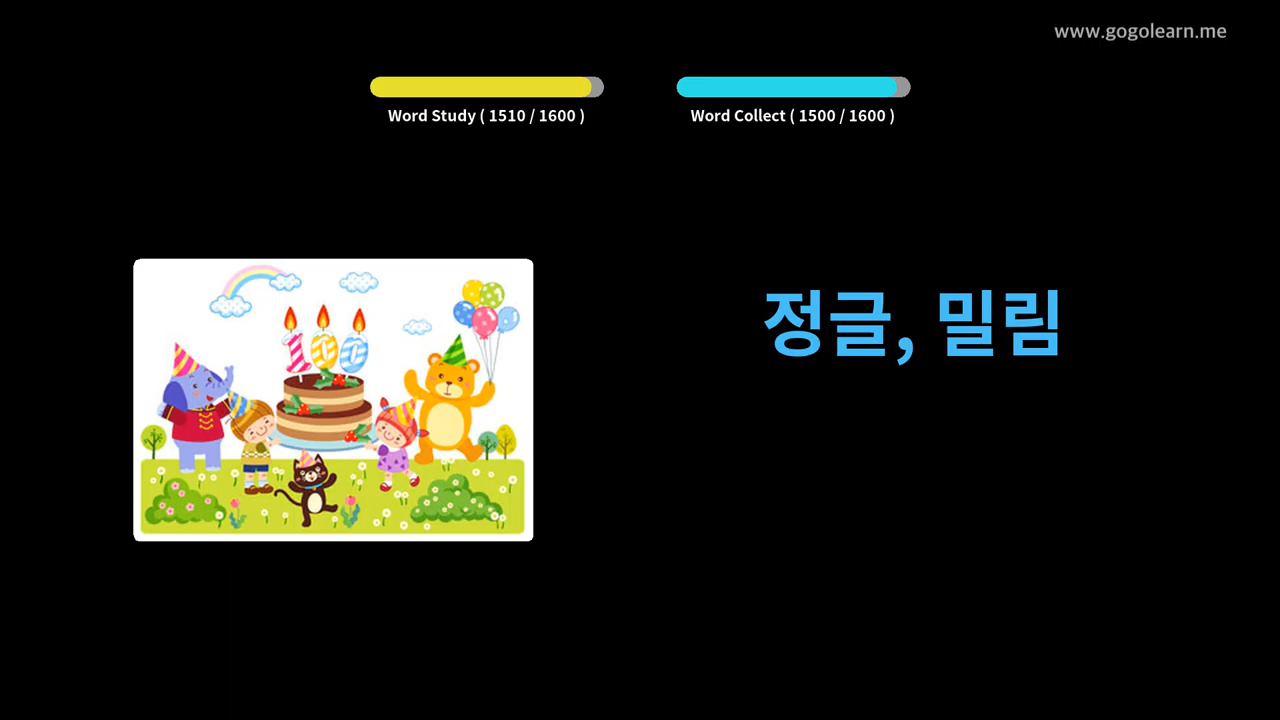 www.gogolearn.me
Word Study ( 1510 / 1600 )
Word Collect ( 1500 / 1600 )
100
정글, 밀림